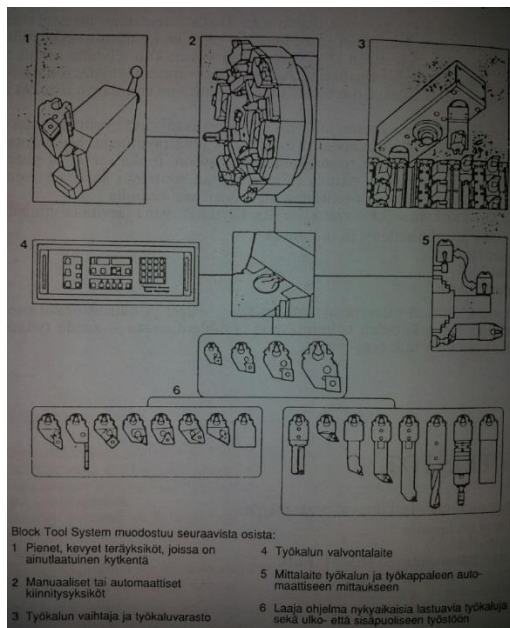 1
2
3
4
5
6
Block Tool System muodostuu seuraavista osista:
1 Pienet, kevyet teräyksiköt, joissa on
ainutlaatuinen kytkentä
2 Manuaaliset tai automaattiset
kiinnitysyksiköt
3 Työkalun vaihtaja ja työkaluvarasto
4 Työkalun valvontalaite
5 Mittalaite työkalun ja työkappaleen auto-
maattiseen mittaukseen
6 Laaja ohjelma nykyaikaisia lastuavia työkaluja
sekä ulko- että sisäpuoliseen työstöön